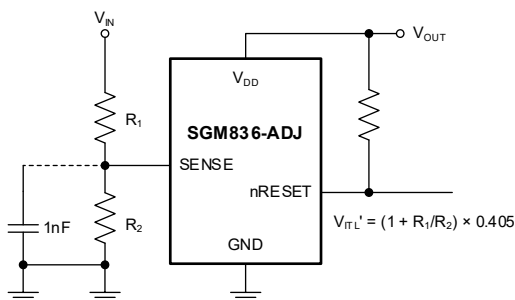 V_IN
V_OUT
V_DD
R_1
SGM836-ADJ
SENSE
nRESET
1nF
R_2
V_ITL' = (1 + R_1/R_2) × 0.405
GND